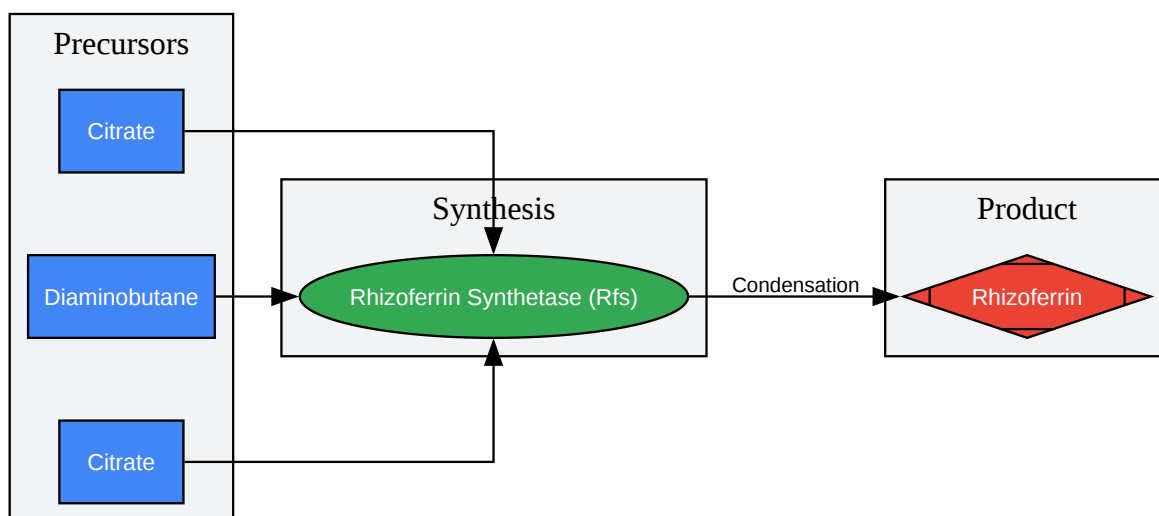 Precursors
Citrate
Synthesis
Product
Diaminobutane
Rhizoferrin Synthetase (Rfs)
Condensation
Rhizoferrin
Citrate